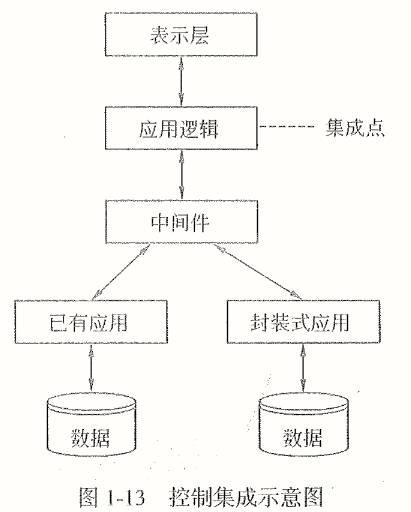 表示层
应用逻辑
集成点
中间件
已有应用
封装式应用
数据
数据
图 1-13 控制集成示意图